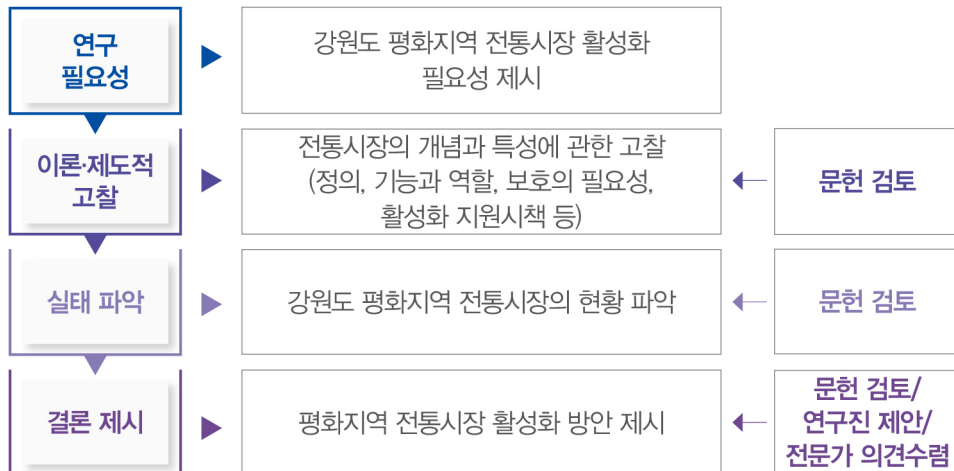 연구
필요성
강원도 평화지역 전통시장 활성화
필요성 제시
이론·제도적
고찰
전통시장의 개념과 특성에 관한 고찰
(정의, 기능과 역할, 보호의 필요성,
활성화 지원시책 등)
문헌 검토
실태 파악
강원도 평화지역 전통시장의 현황 파악
문헌 검토
결론 제시
평화지역 전통시장 활성화 방안 제시
문헌 검토/
연구진 제안/
전문가 의견수렴